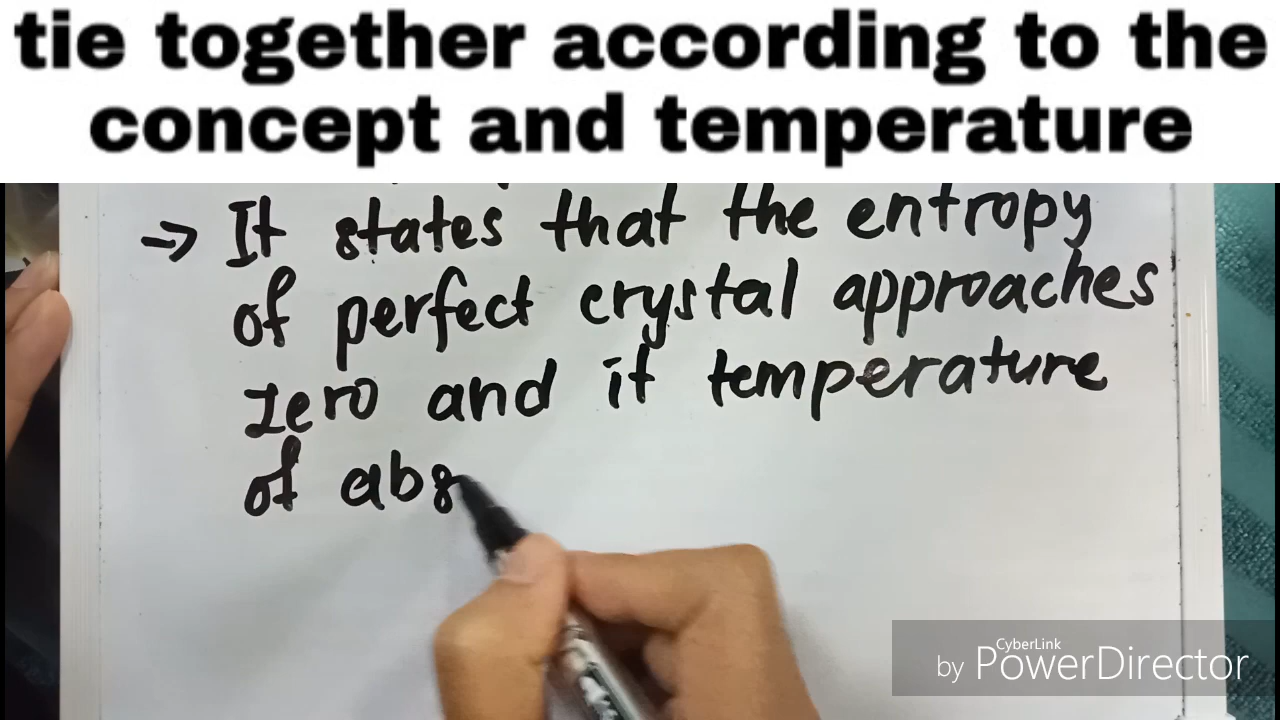 tie together according to the
concept and temperature
→ It states that the entropy
of perfect crystal approaches
zero and it temperature
of abs
CyberLink
by PowerDirector